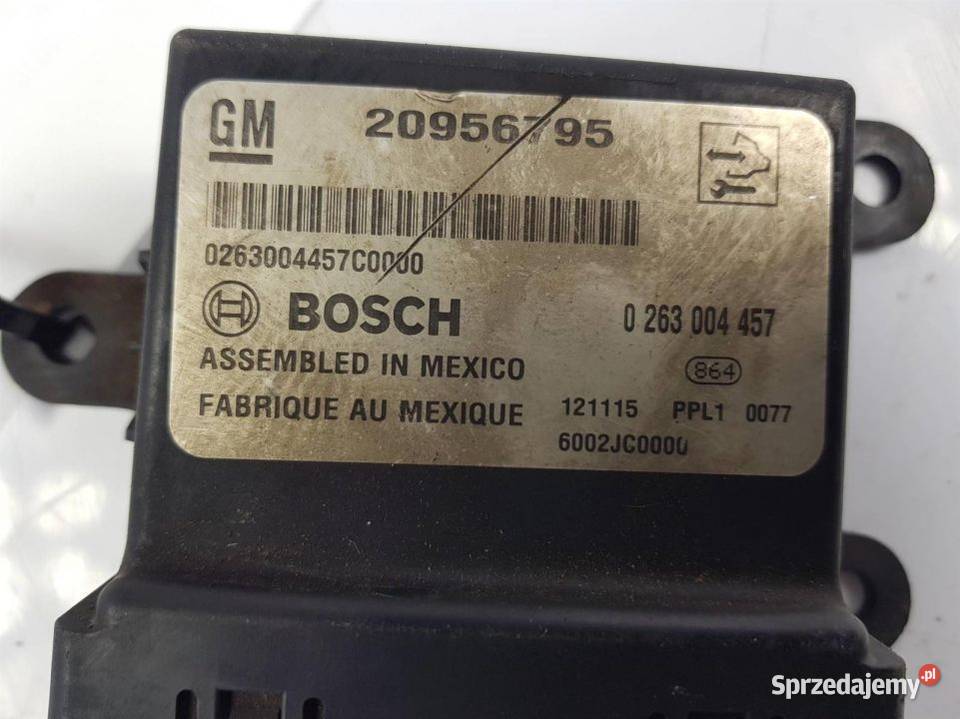 GM 20956795
0263004457C0000
BOSCH 0 263 004 457
ASSEMBLED IN MEXICO 864
FABRIQUE AU MEXIQUE 121115 PPL1 0077
6002JC0000
Sprzedajemy.pl